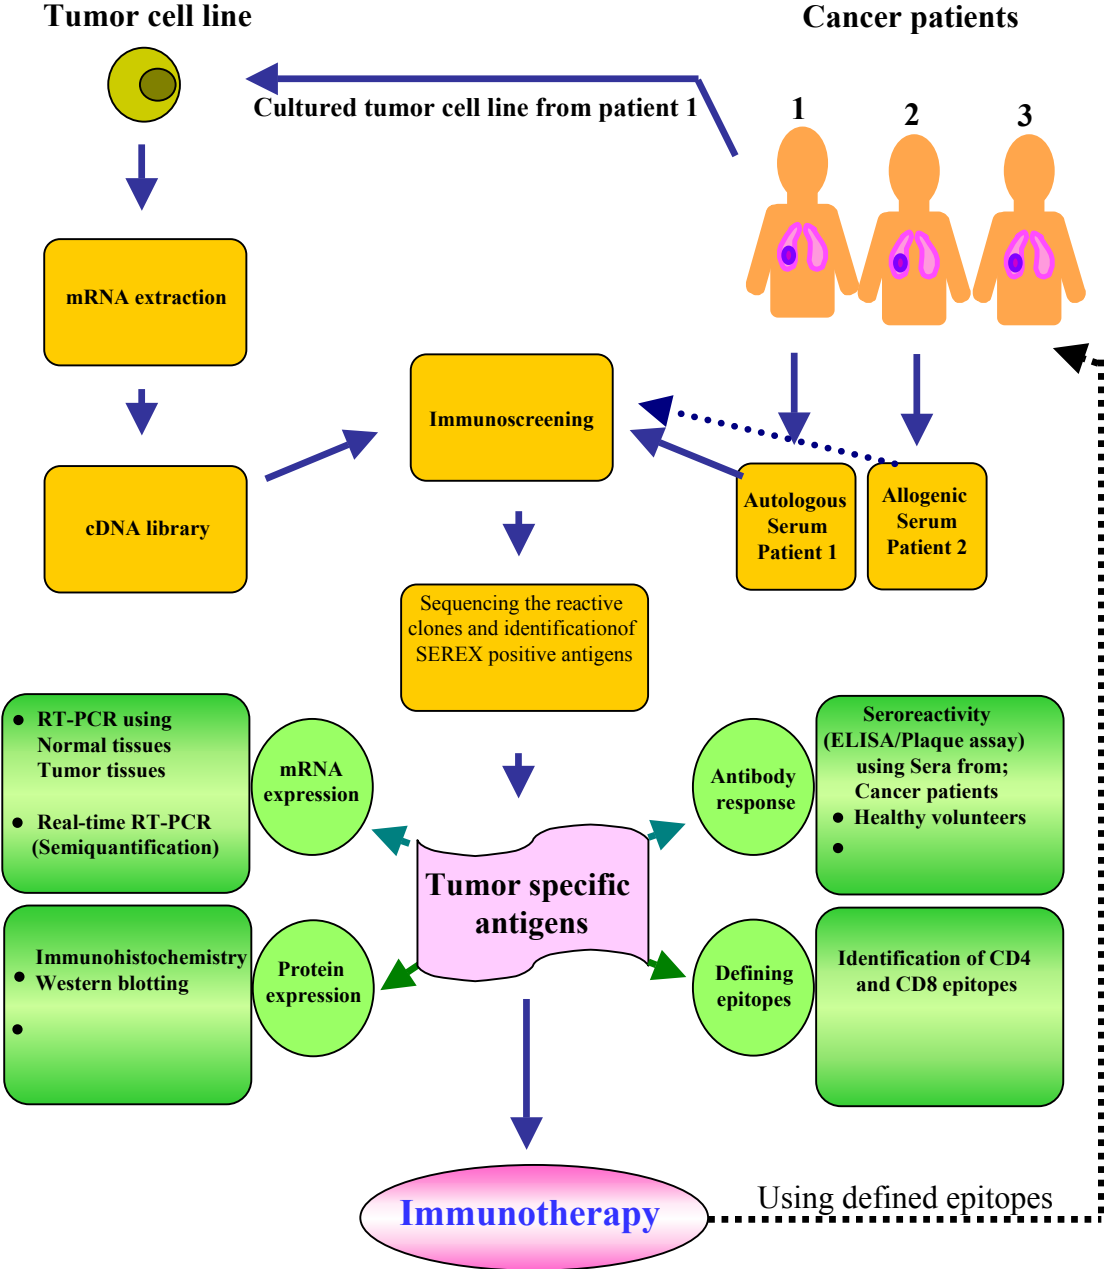 Tumor cell line
Cancer patients
Cultured tumor cell line from patient 1
1
2
3
mRNA extraction
Immunoscreening
cDNA library
Autologous
Serum
Patient 1
Allogenic
Serum
Patient 2
Sequencing the reactive
clones and identificationof
SEREX positive antigens
● RT-PCR using
Normal tissues
Tumor tissues
● Real-time RT-PCR
(Semiquantification)
mRNA
expression
Antibody
response
Seroreactivity
(ELISA/Plaque assay)
using Sera from;
Cancer patients
● Healthy volunteers
●
Tumor specific
antigens
Immunohistochemistry
● Western blotting
●
Protein
expression
Defining
epitopes
Identification of CD4
and CD8 epitopes
Immunotherapy
Using defined epitopes